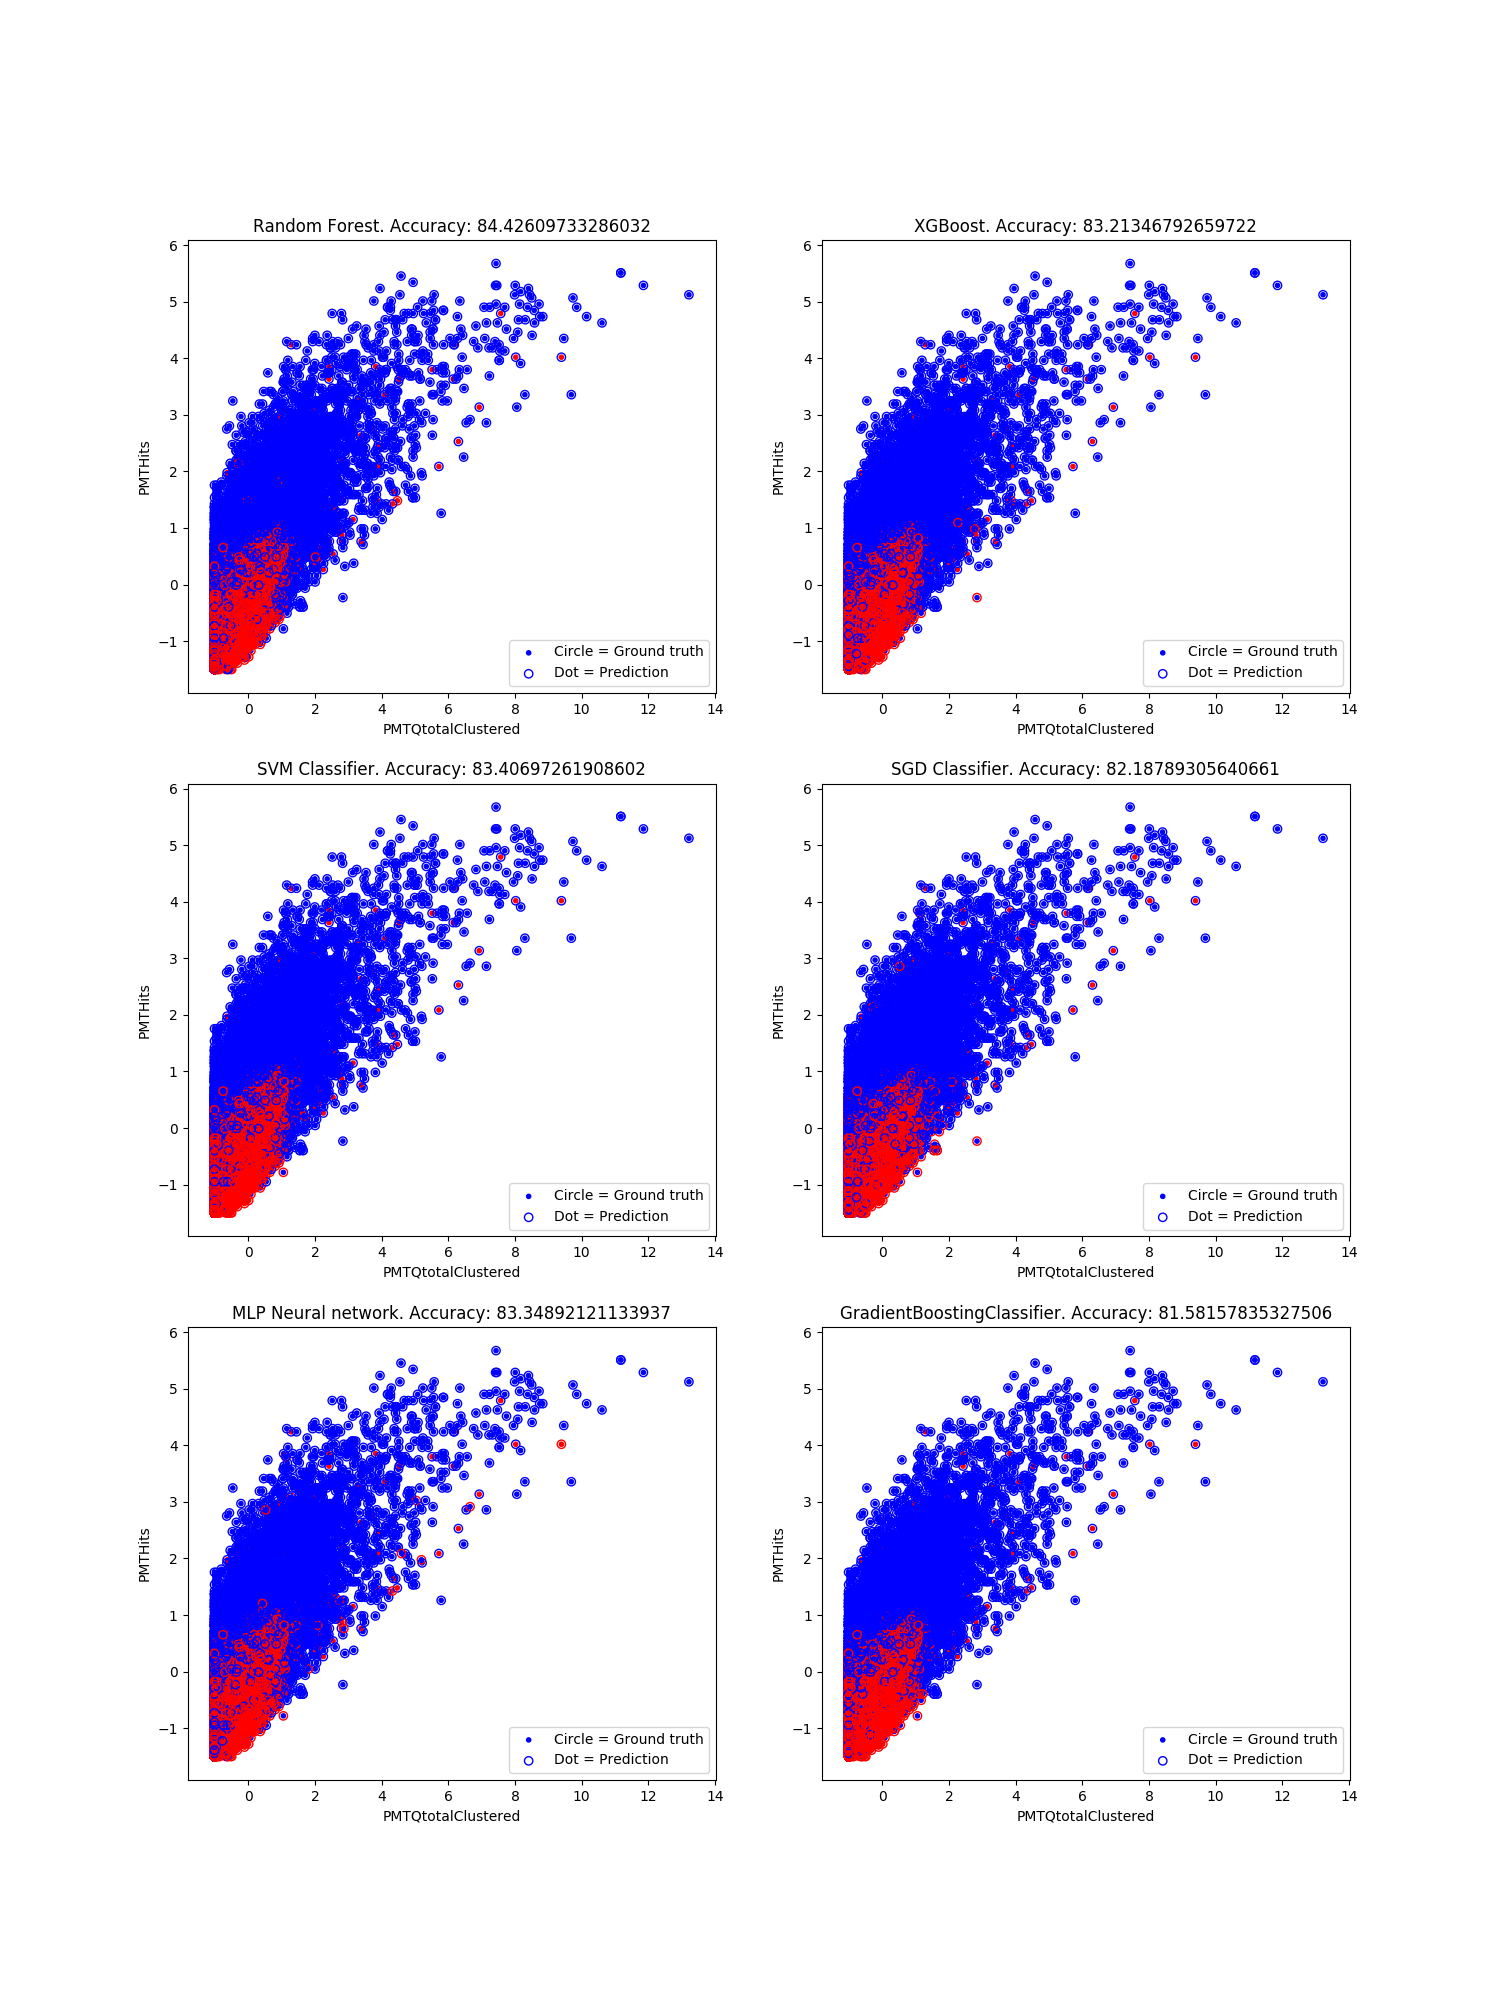 Random Forest. Accuracy: 84.42609733286032
XGBoost. Accuracy: 83.21346792659722
6
5
4
3
2
1
0
−1
PMTHits
Circle = Ground truth
Dot = Prediction
0 2 4 6 8 10 12 14
PMTQtotalClustered
6
5
4
3
2
1
0
−1
PMTHits
Circle = Ground truth
Dot = Prediction
0 2 4 6 8 10 12 14
PMTQtotalClustered
SVM Classifier. Accuracy: 83.40697261908602
SGD Classifier. Accuracy: 82.18789305640661
6
5
4
3
2
1
0
−1
PMTHits
Circle = Ground truth
Dot = Prediction
0 2 4 6 8 10 12 14
PMTQtotalClustered
6
5
4
3
2
1
0
−1
PMTHits
Circle = Ground truth
Dot = Prediction
0 2 4 6 8 10 12 14
PMTQtotalClustered
MLP Neural network. Accuracy: 83.34892121133937
GradientBoostingClassifier. Accuracy: 81.58157835327506
6
5
4
3
2
1
0
−1
PMTHits
Circle = Ground truth
Dot = Prediction
0 2 4 6 8 10 12 14
PMTQtotalClustered
6
5
4
3
2
1
0
−1
PMTHits
Circle = Ground truth
Dot = Prediction
0 2 4 6 8 10 12 14
PMTQtotalClustered